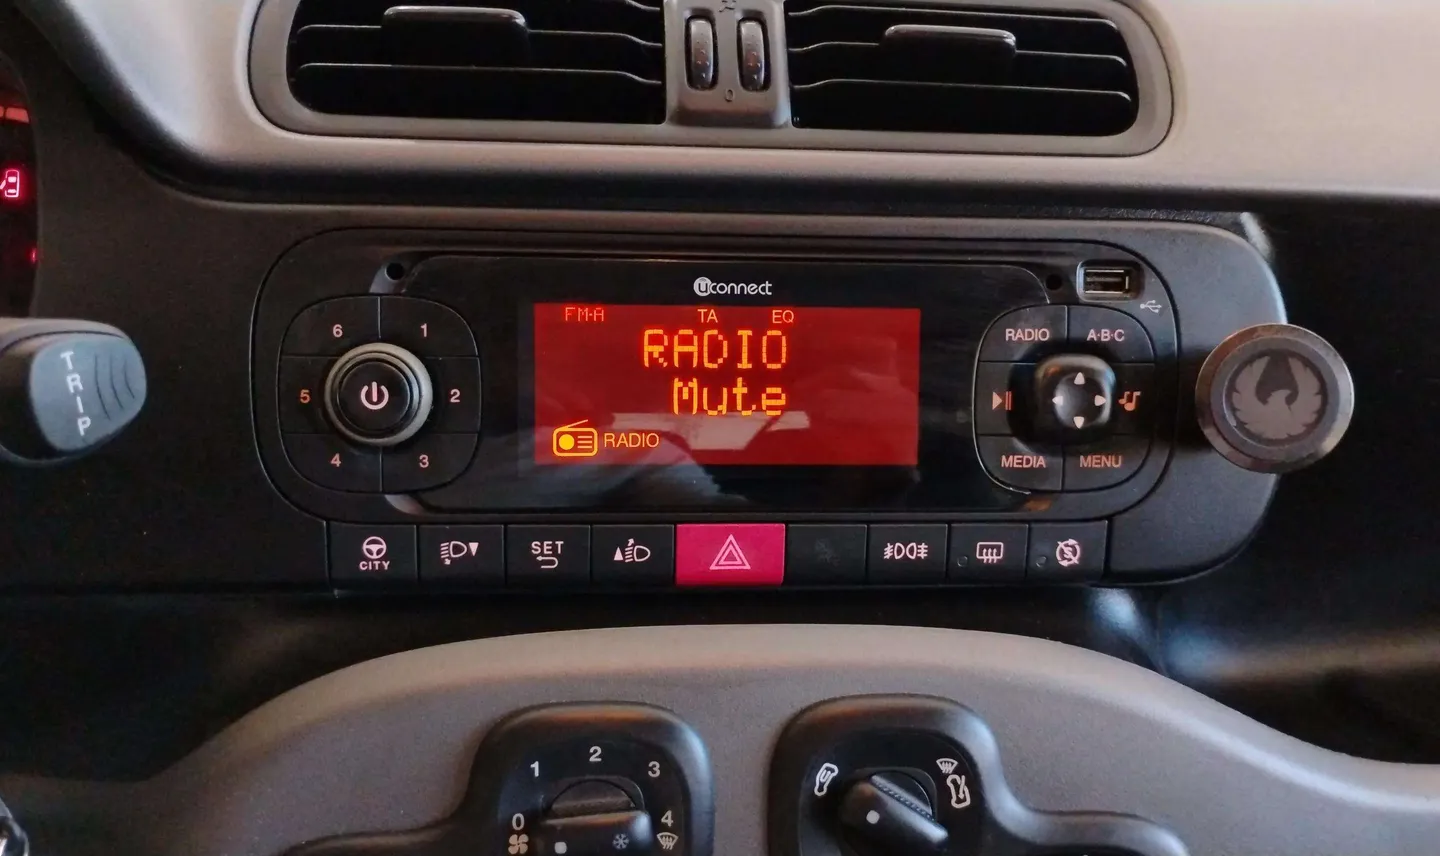 0
uconnect
FM-A TA EQ
RADIO
Mute
RADIO
6 1
5 2
4 3
RADIO A·B·C
MEDIA MENU
TRIP
CITY
SET
1 2 3
0 4